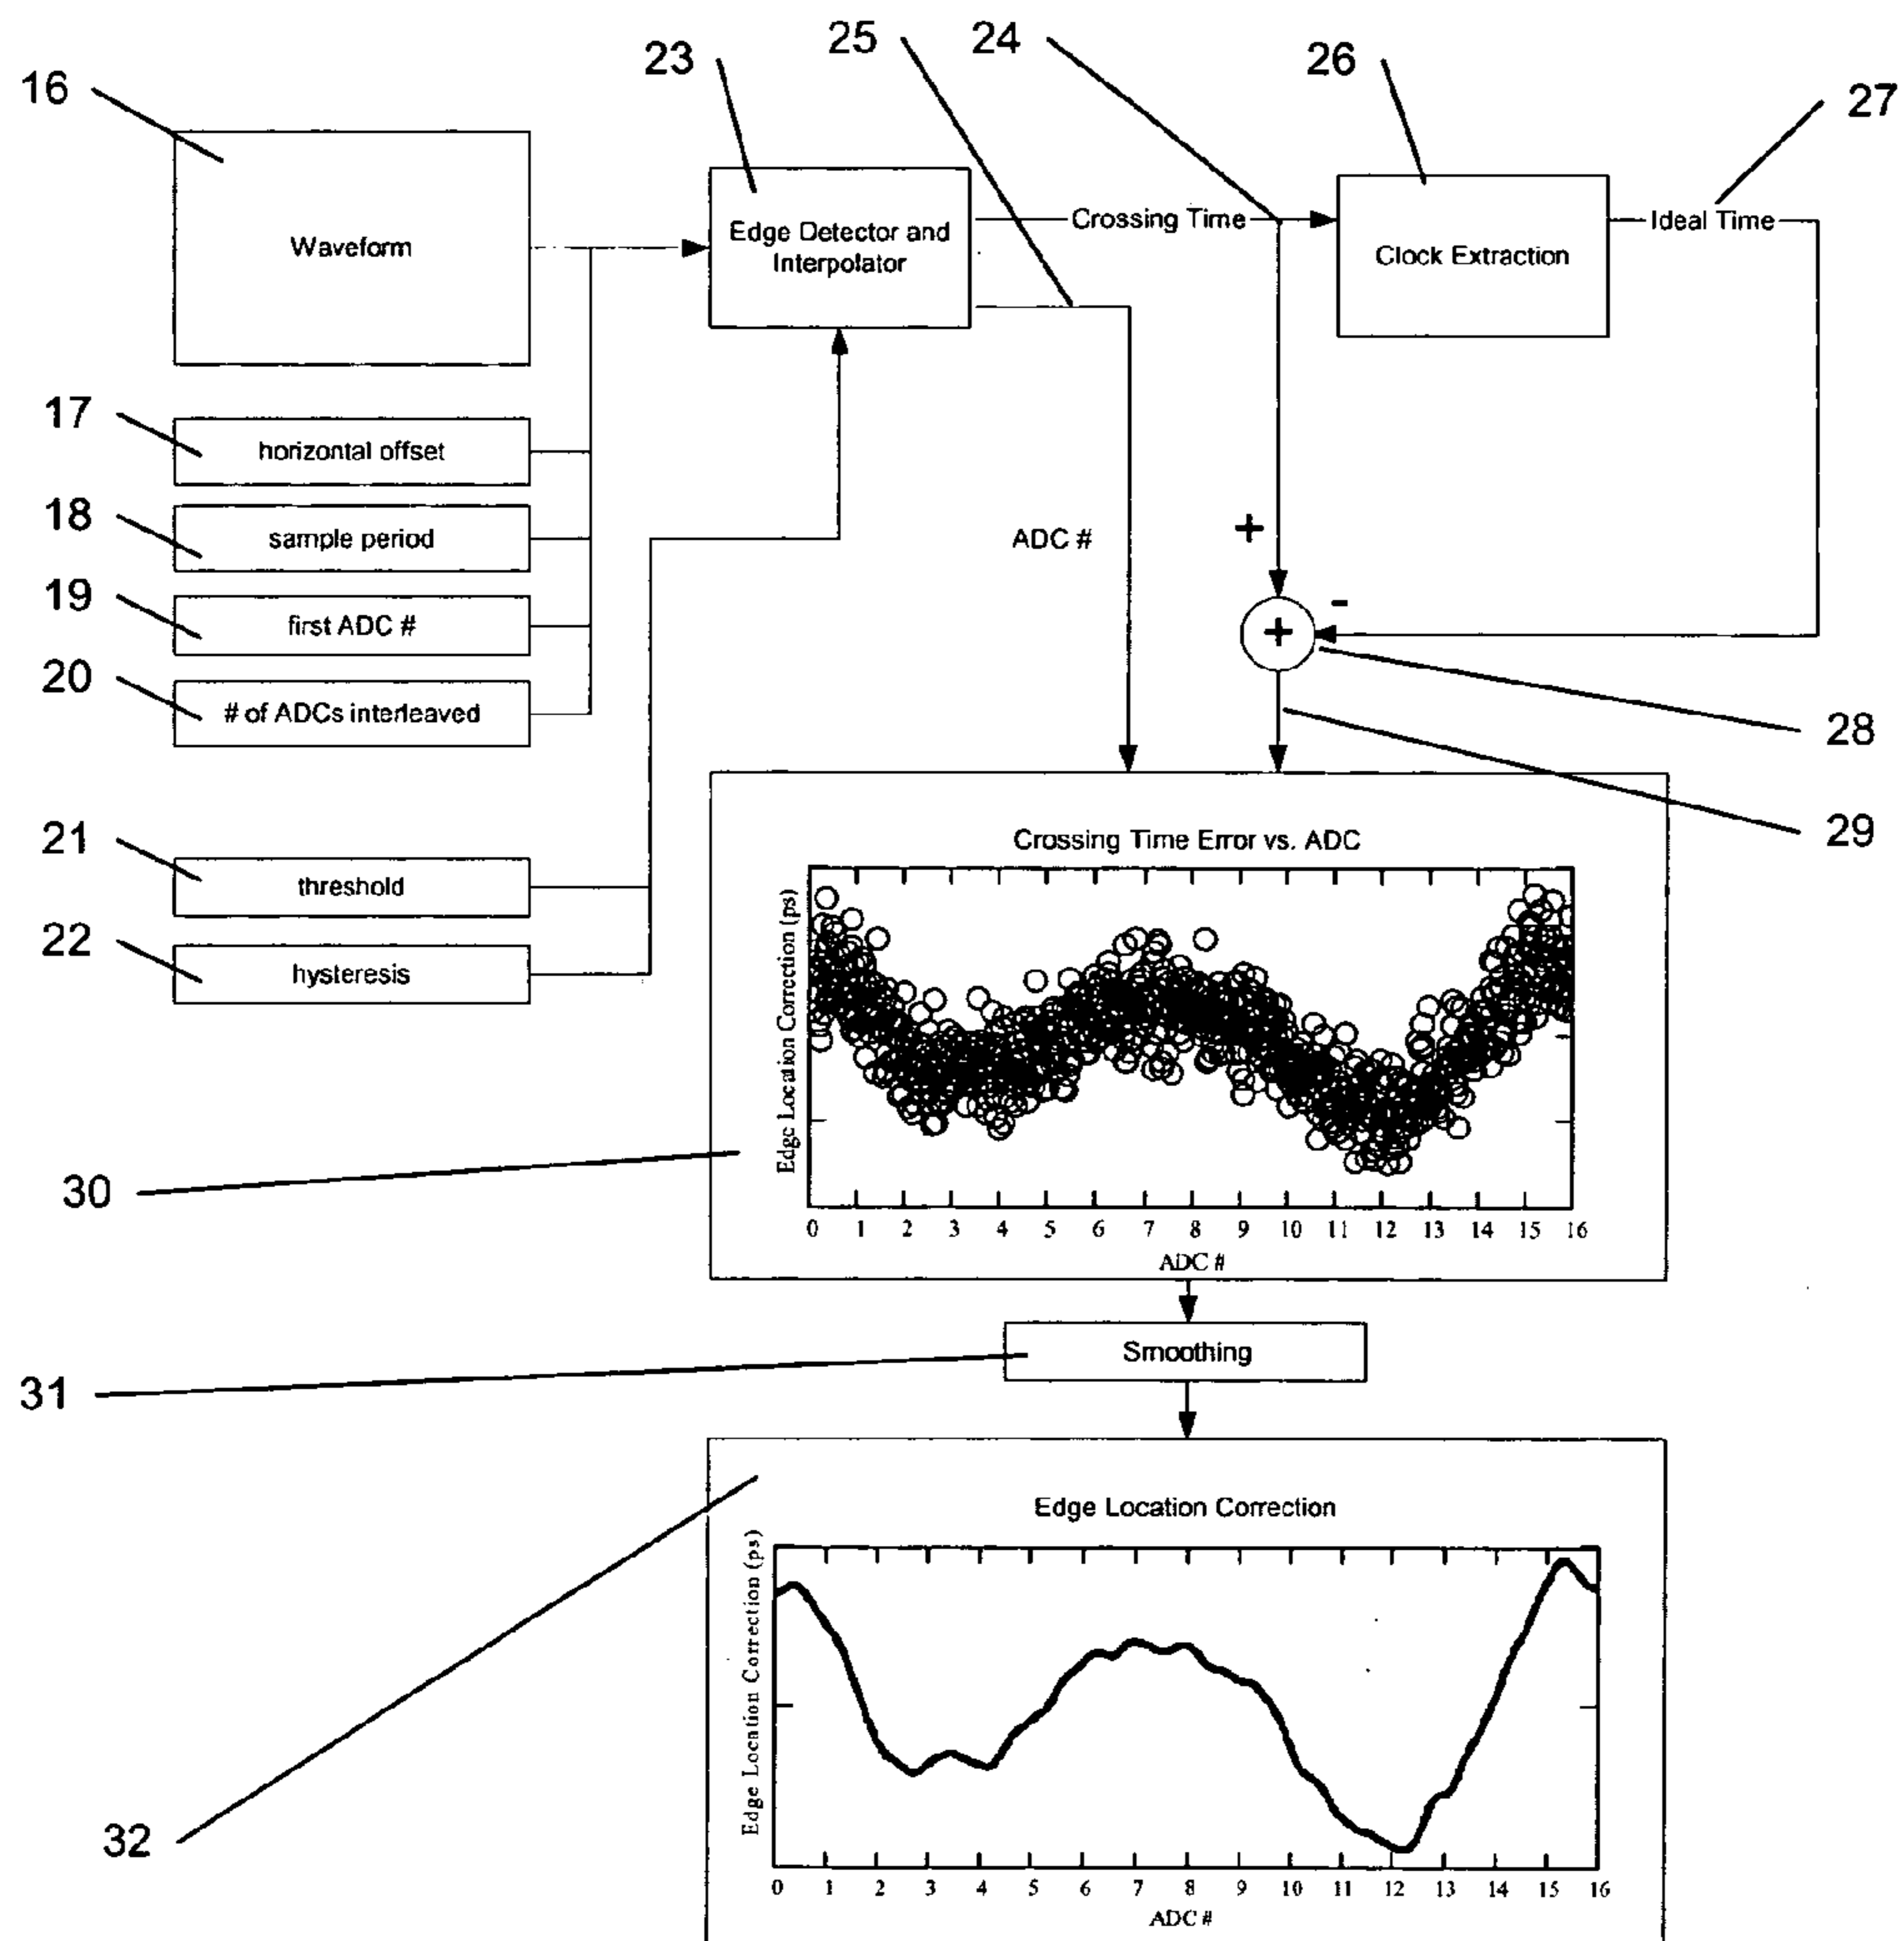 25
24
23
26
16
27
Waveform
Edge Detector and
Interpolator
Crossing Time
Clock Extraction
Ideal Time
17
horizontal offset
18
sample period
ADC #
+
19
first ADC #
-
+
20
# of ADCs interleaved
28
29
21
threshold
22
hysteresis
Crossing Time Error vs. ADC
Edge Location Correction (ps)
0 1 2 3 4 5 6 7 8 9 10 11 12 13 14 15 16
ADC #
30
Smoothing
31
Edge Location Correction
Edge Location Correction (ps)
0 1 2 3 4 5 6 7 8 9 10 11 12 13 14 15 16
ADC #
32